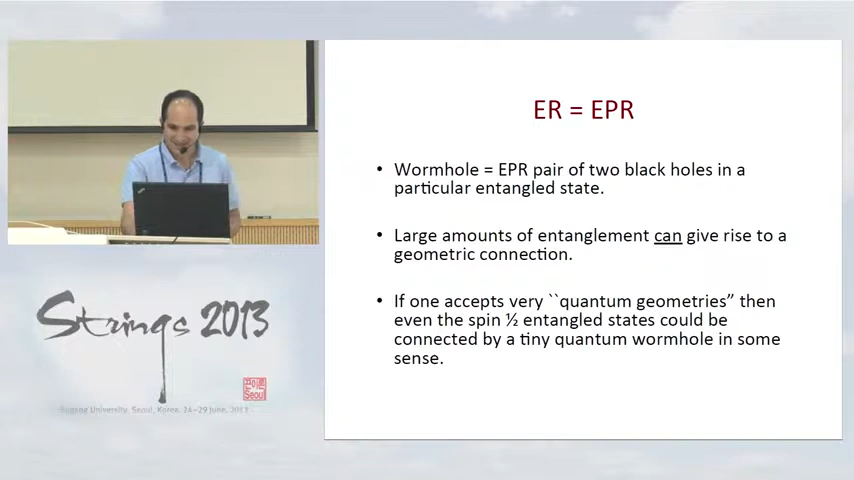 ER = EPR
• Wormhole = EPR pair of two black holes in a
particular entangled state.
• Large amounts of entanglement can give rise to a
geometric connection.
• If one accepts very ``quantum geometries” then
even the spin ½ entangled states could be
connected by a tiny quantum wormhole in some
sense.
Strings 2013
Sogang University, Seoul, Korea, 24-29 June, 2013